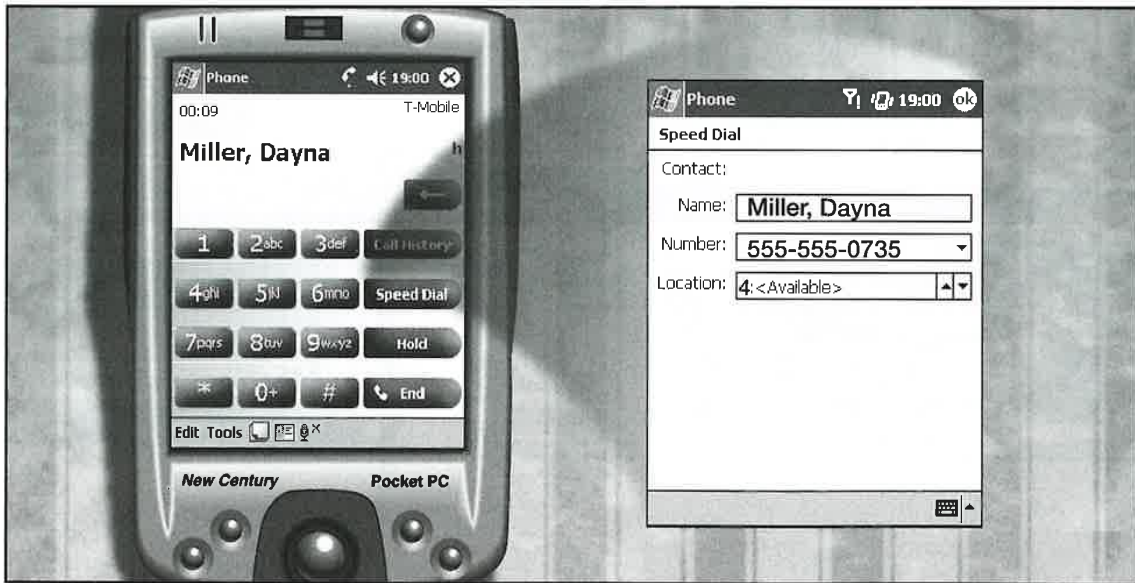 Phone 19:00
00:09 T-Mobile
Miller, Dayna h
1 2abc 3def Call History
4ghi 5jkl 6mno Speed Dial
7pqrs 8tuv 9wxyz Hold
* 0+ # End
Edit Tools
New Century Pocket PC
Phone 19:00 ok
Speed Dial
Contact:
Name: Miller, Dayna
Number: 555-555-0735
Location: 4:<Available>